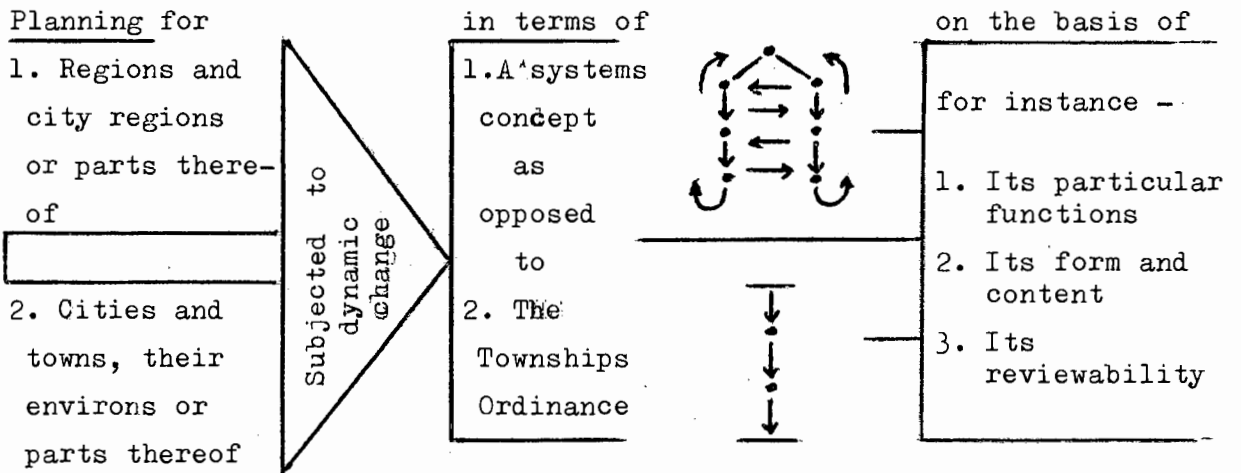 Planning for
1. Regions and
city regions
or parts there-
of
2. Cities and
towns, their
environs or
parts thereof
Subjected to
dynamic
change
in terms of
1.A systems
concept
as
opposed
to
2. The
Townships
Ordinance
on the basis of
for instance -
1. Its particular
functions
2. Its form and
content
3. Its
reviewability